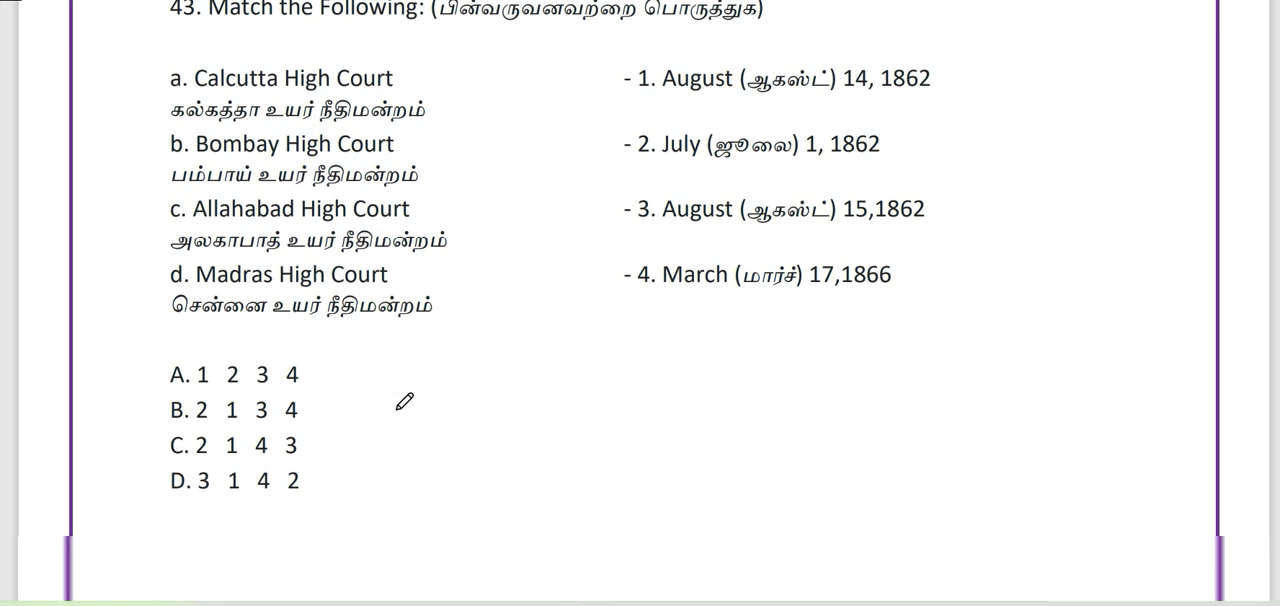 43. Match the Following: (பின்வருவனவற்றை பொருத்துக)
a. Calcutta High Court - 1. August (ஆகஸ்ட்) 14, 1862
கல்கத்தா உயர் நீதிமன்றம்
b. Bombay High Court - 2. July (ஜூலை) 1, 1862
பம்பாய் உயர் நீதிமன்றம்
c. Allahabad High Court - 3. August (ஆகஸ்ட்) 15,1862
அலகாபாத் உயர் நீதிமன்றம்
d. Madras High Court - 4. March (மார்ச்) 17,1866
சென்னை உயர் நீதிமன்றம்
A. 1 2 3 4
B. 2 1 3 4
C. 2 1 4 3
D. 3 1 4 2